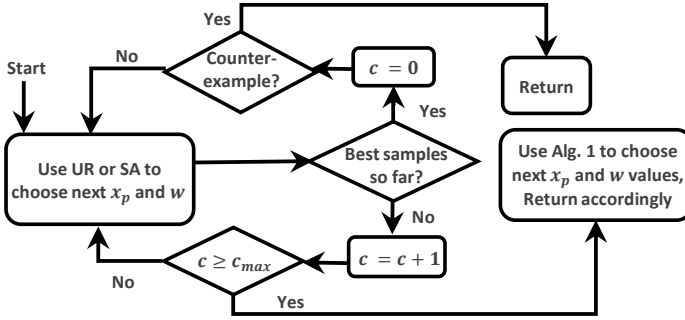 Yes
No
Counter-
example?
c = 0
Start
Return
Yes
Use UR or SA to
choose next x_p and w
Best samples
so far?
Use Alg. 1 to choose
next x_p and w values,
Return accordingly
No
c ≥ c_max
c = c + 1
No
Yes